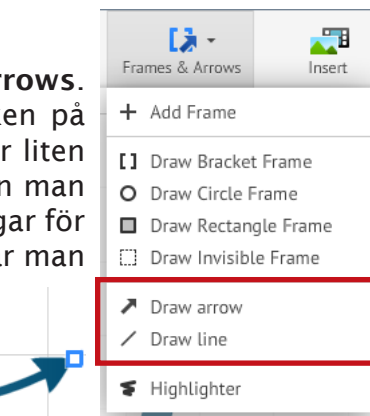 rrows.
en på
r liten
n man
gar för
r man
Frames & Arrows
Insert
Add Frame
Draw Bracket Frame
Draw Circle Frame
Draw Rectangle Frame
Draw Invisible Frame
Draw arrow
Draw line
Highlighter